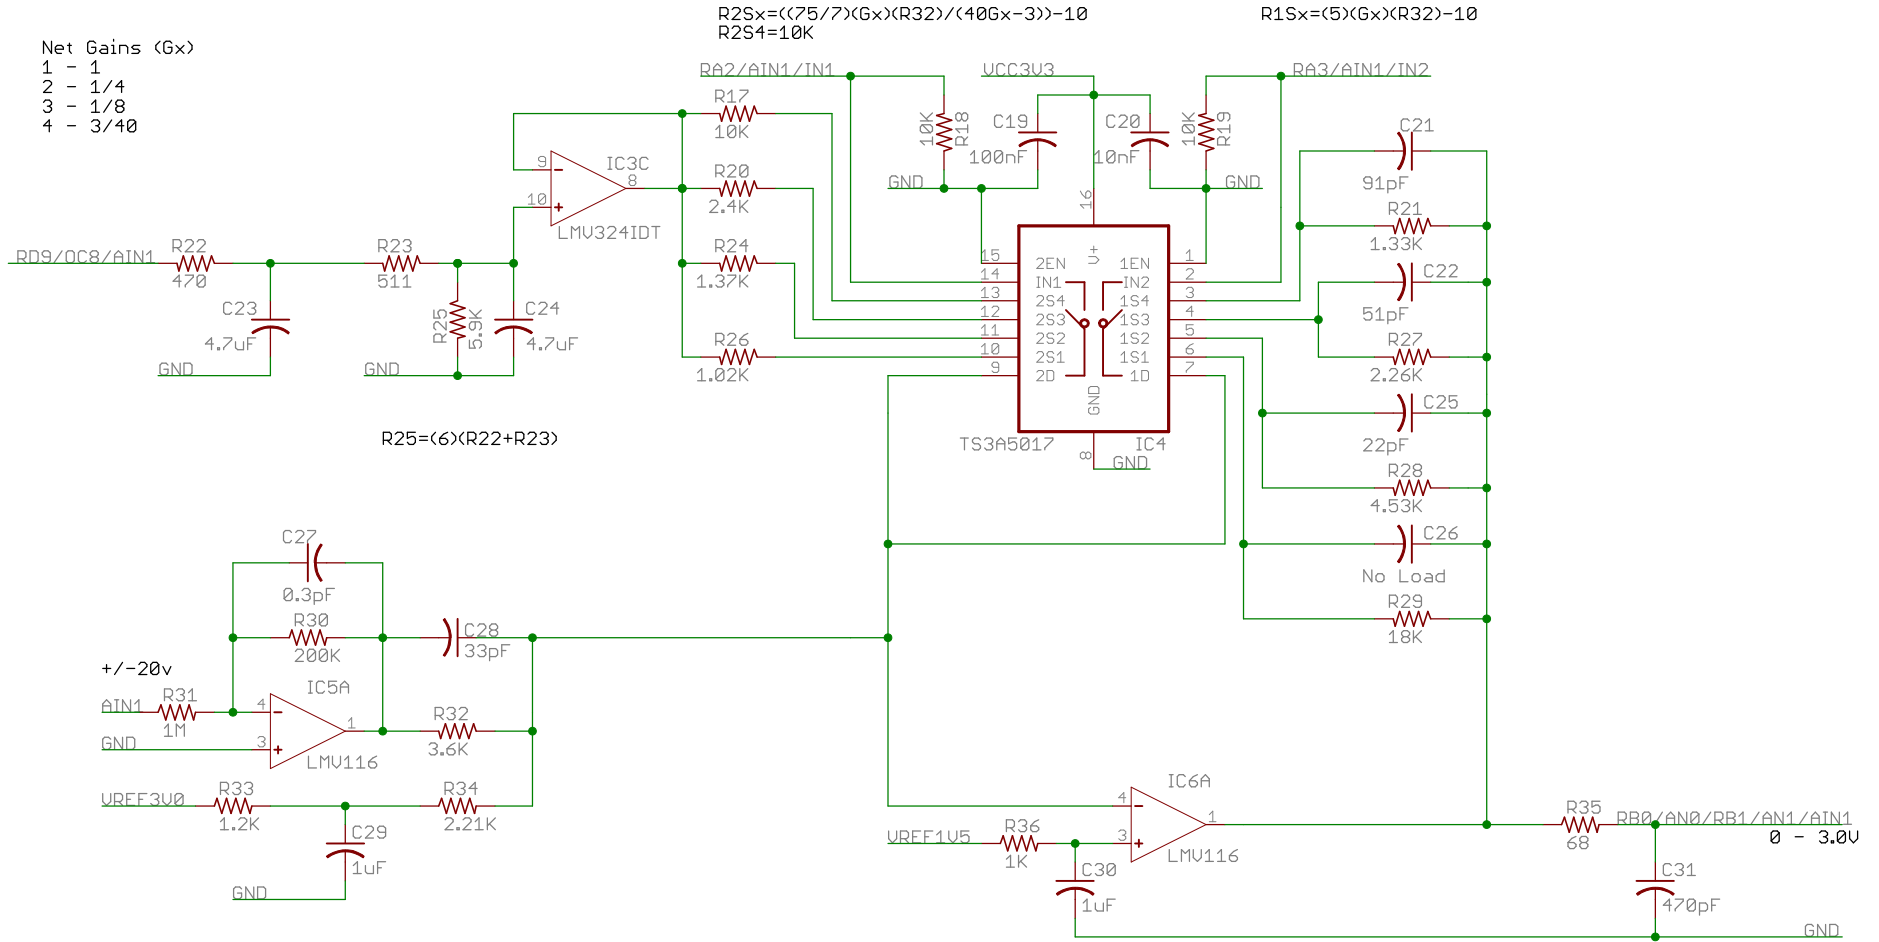 R2Sx=((75/7)(Gx)(R32)/(40Gx-3))-10
R2S4=10K
R1Sx=(5)(Gx)(R32)-10
Net Gains (Gx)
1 - 1
2 - 1/4
3 - 1/8
4 - 3/40
RA2/AIN1/IN1
VCC3V3
RA3/AIN1/IN2
R17
10K
10K
R18
C19
100nF
C20
10nF
10K
R19
C21
91pF
9
10
8
IC3C
LMV324IDT
R20
2.4K
GND
GND
16
R21
1.33K
RD9/OC8/AIN1
R22
470
R23
511
R24
1.37K
C23
4.7uF
R25
5.9K
C24
4.7uF
GND
GND
R26
1.02K
15
14
13
12
11
10
9
2EN
IN1
2S4
2S3
2S2
2S1
2D
V+
GND
1EN
IN2
1S4
1S3
1S2
1S1
1D
1
2
3
4
5
6
7
C22
51pF
R27
2.26K
R25=(6)(R22+R23)
TS3A5017
IC4
8
GND
C25
22pF
R28
4.53K
C26
No Load
R29
18K
C27
0.3pF
R30
200K
C28
33pF
+/-20v
AIN1
R31
1M
IC5A
4
3
1
LMV116
GND
R32
3.6K
VREF3V0
R33
1.2K
R34
2.21K
C29
1uF
GND
VREF1V5
R36
1K
IC6A
4
3
1
LMV116
C30
1uF
R35
68
RB0/AN0/RB1/AN1/AIN1
0 - 3.0V
C31
470pF
GND